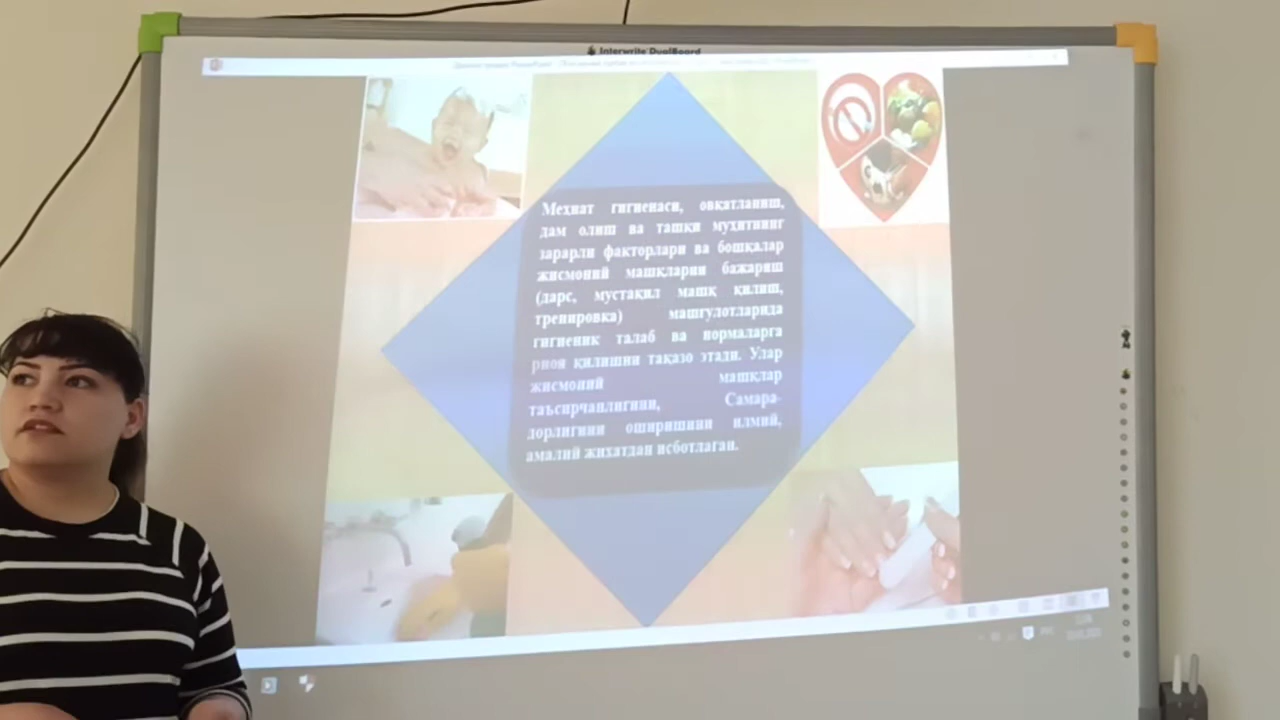 Interwrite DualBoard
Меҳнат гигиенаси, овқатланиш,
дам олиш ва ташқи муҳитнинг
зарарли факторлари ва бошқалар
жисмоний машқларни бажариш
(дарс, мустақил машқ қилиш,
тренировка) машғулотларида
гигиеник талаб ва нормаларга
риоя қилишни тақазо этади. Улар
жисмоний машқлар
таъсирчанлигини, Самара-
дорлигини оширишини илмий,
амалий жиҳатдан исботлаган.